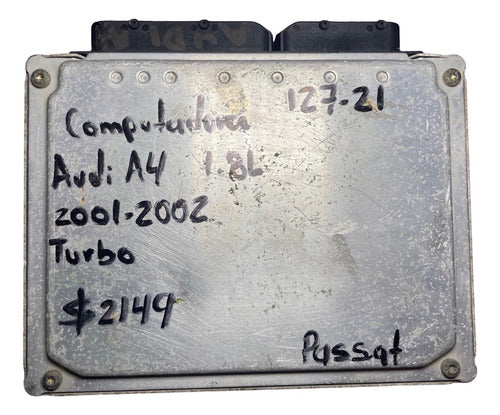 127-21
Computadora
Audi A4 1.8L
2001-2002
Turbo
$2149
Passat